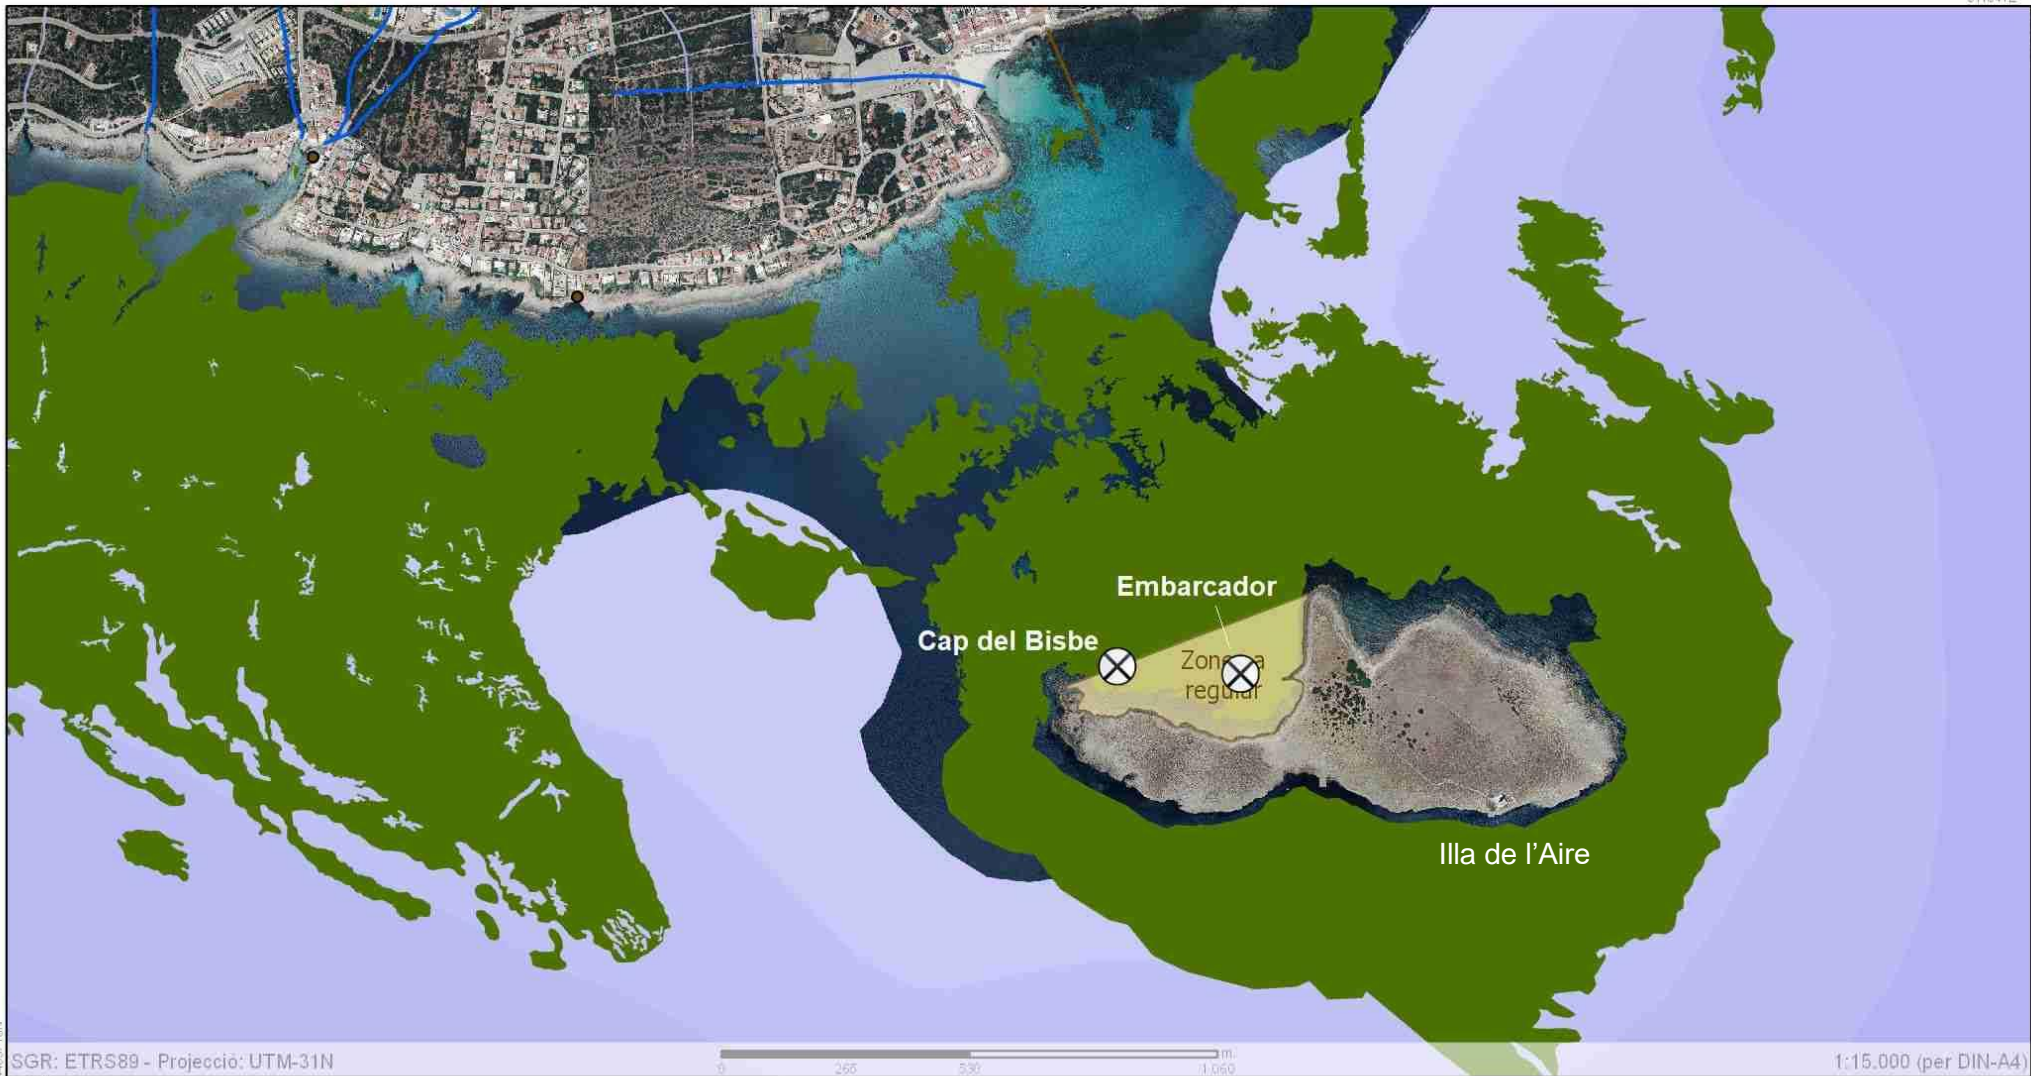 Embarcador
Cap del Bisbe
Zona a
regular
Illa de l'Aire
SGR: ETRS89 - Projecció: UTM-31N
m.
0 265 530 1.060
1:15.000 (per DIN-A4)